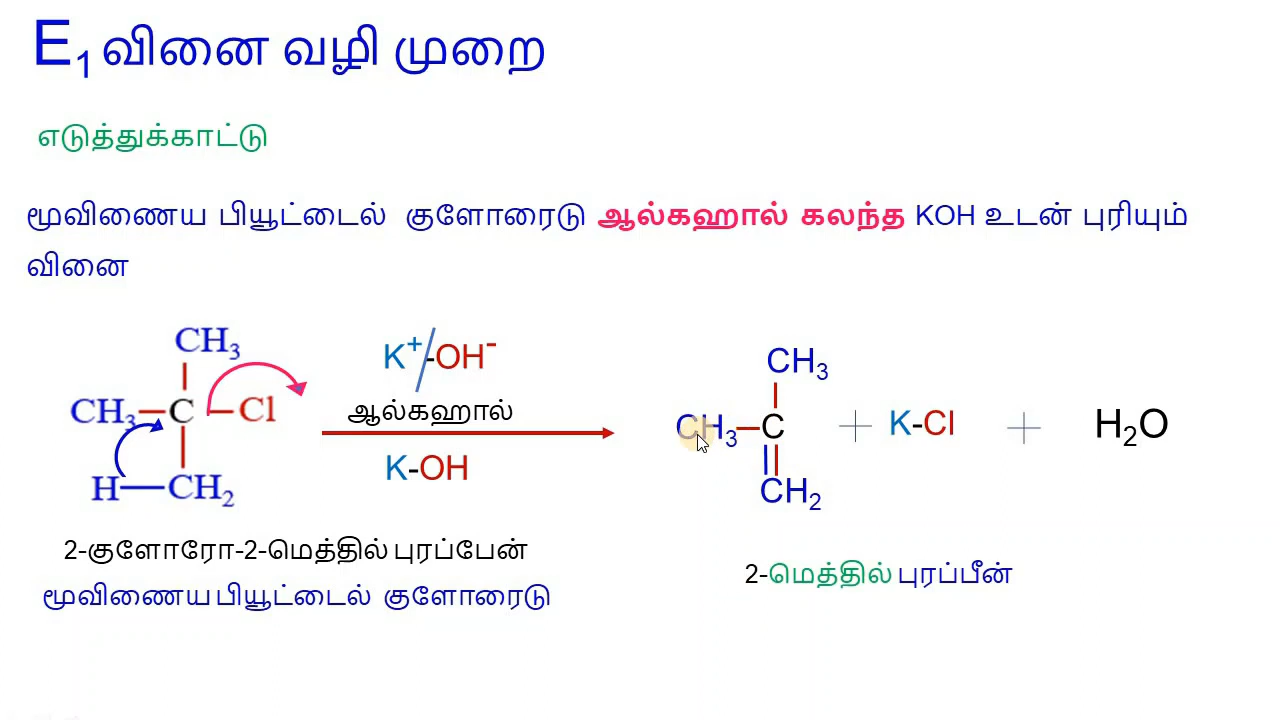 E₁ வினை வழி முறை
எடுத்துக்காட்டு
மூவிணைய பியூட்டைல் குளோரைடு ஆல்கஹால் கலந்த KOH உடன் புரியும்
வினை
CH₃
CH₃–C–Cl
H–CH₂
K⁺/-OH⁻
ஆல்கஹால்
K-OH
CH₃
CH₃–C + K-Cl + H₂O
CH₂
2-குளோரோ-2-மெத்தில் புரப்பேன்
மூவிணைய பியூட்டைல் குளோரைடு
2-மெத்தில் புரப்பீன்